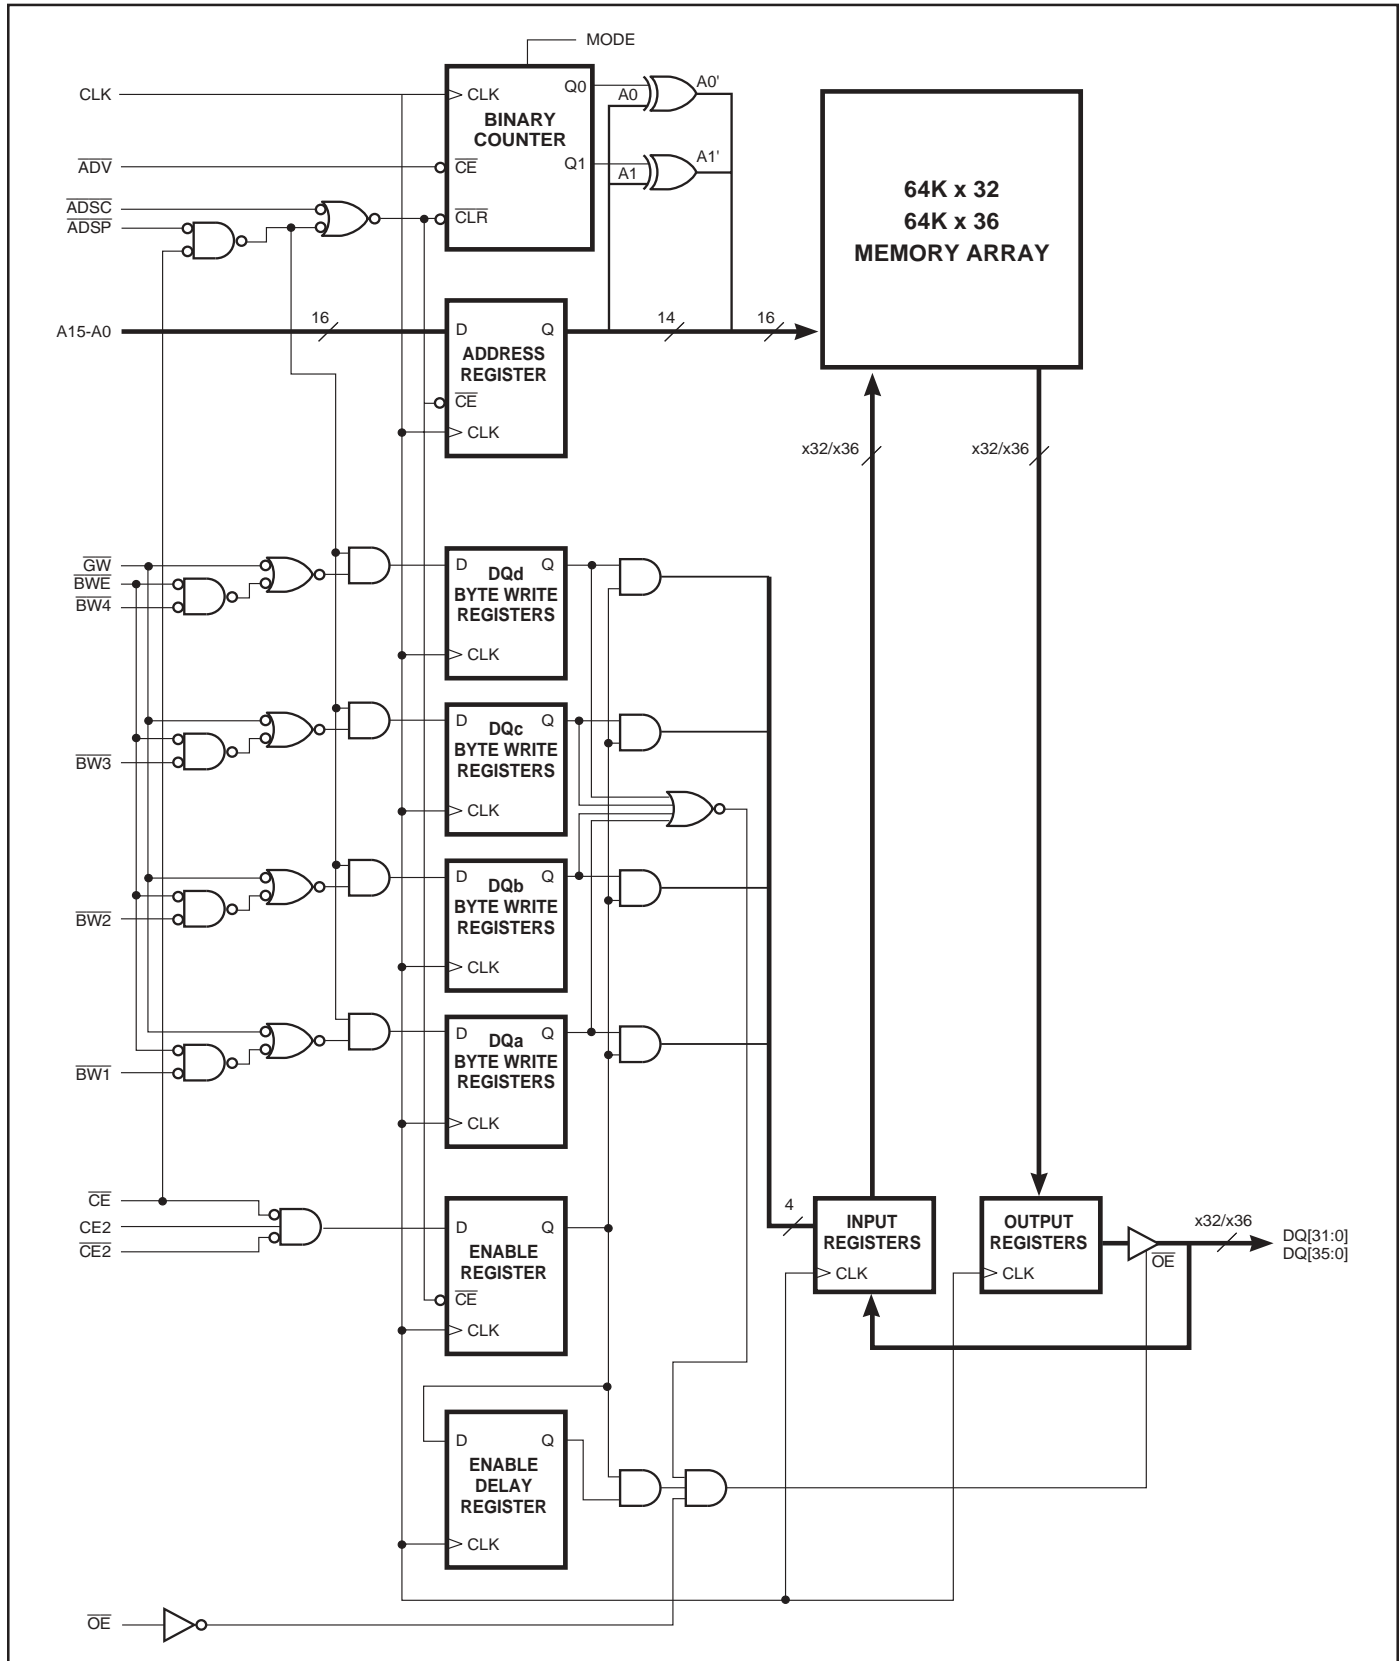 MODE
CLK
CLK
Q0
A0
A0'
BINARY
COUNTER
ADV
CE
Q1
A1
A1'
ADSC
ADSP
CLR
64K x 32
64K x 36
MEMORY ARRAY
A15-A0
16
D
Q
14
16
ADDRESS
REGISTER
CE
CLK
x32/x36
x32/x36
GW
BWE
BW4
D
Q
DQd
BYTE WRITE
REGISTERS
CLK
BW3
D
Q
DQc
BYTE WRITE
REGISTERS
CLK
BW2
D
Q
DQb
BYTE WRITE
REGISTERS
CLK
BW1
D
Q
DQa
BYTE WRITE
REGISTERS
CLK
CE
CE2
CE2
D
Q
ENABLE
REGISTER
CE
CLK
4
INPUT
REGISTERS
CLK
OUTPUT
REGISTERS
CLK
OE
x32/x36
DQ[31:0]
DQ[35:0]
D
Q
ENABLE
DELAY
REGISTER
CLK
OE